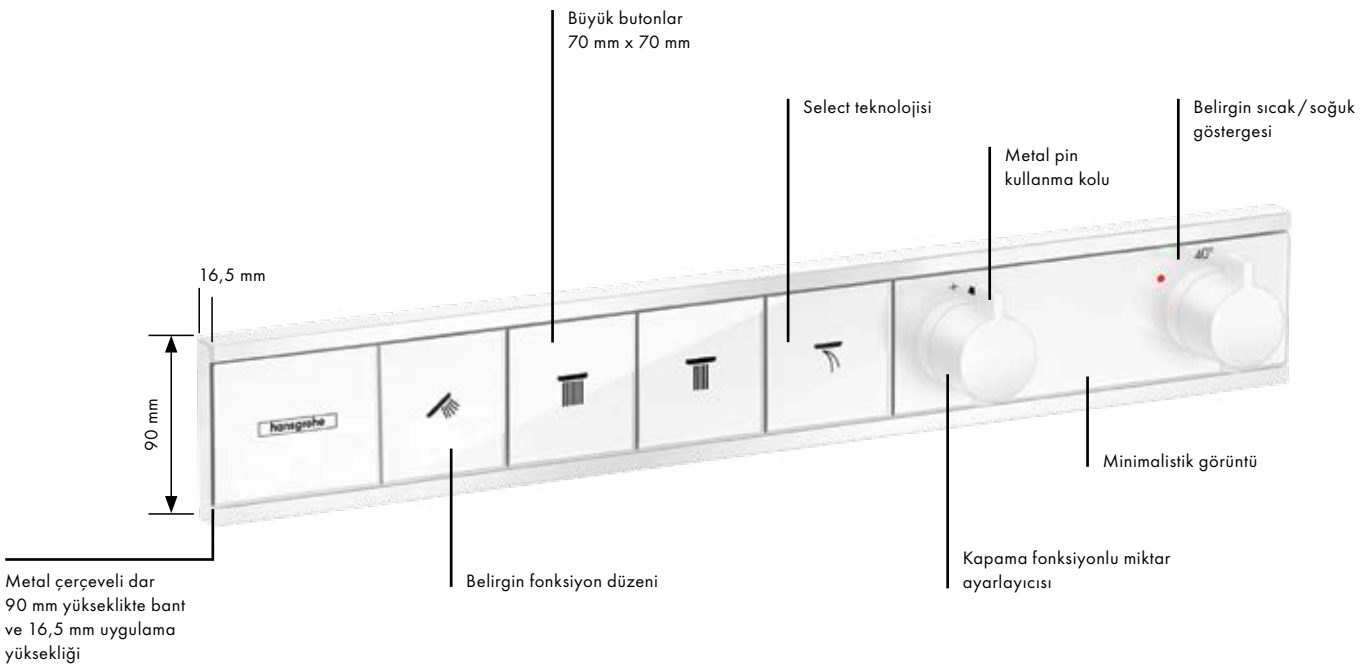 Büyük butonlar
70 mm x 70 mm
Select teknolojisi
Belirgin sıcak / soğuk
göstergesi
Metal pin
kullanma kolu
16,5 mm
40°
+
90 mm
hansgrohe
Minimalistik görüntü
Metal çerçeveli dar
90 mm yükseklikte bant
ve 16,5 mm uygulama
yüksekliği
Belirgin fonksiyon düzeni
Kapama fonksiyonlu miktar
ayarlayıcısı